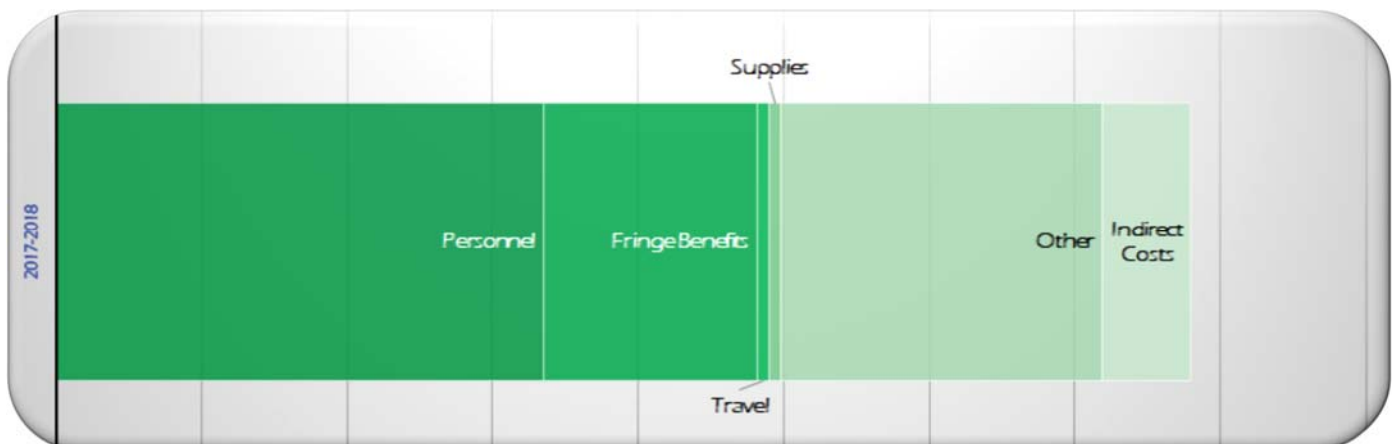 Supplies
2017-2018
Personnel
Fringe Benefits
Other
Indirect
Costs
Travel